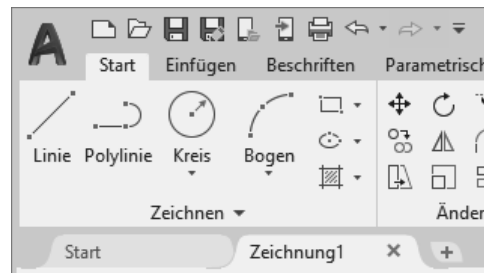 Start Einfügen Beschriften Parametrisch
Linie Polylinie Kreis Bogen
Zeichnen Änder
Start Zeichnung1